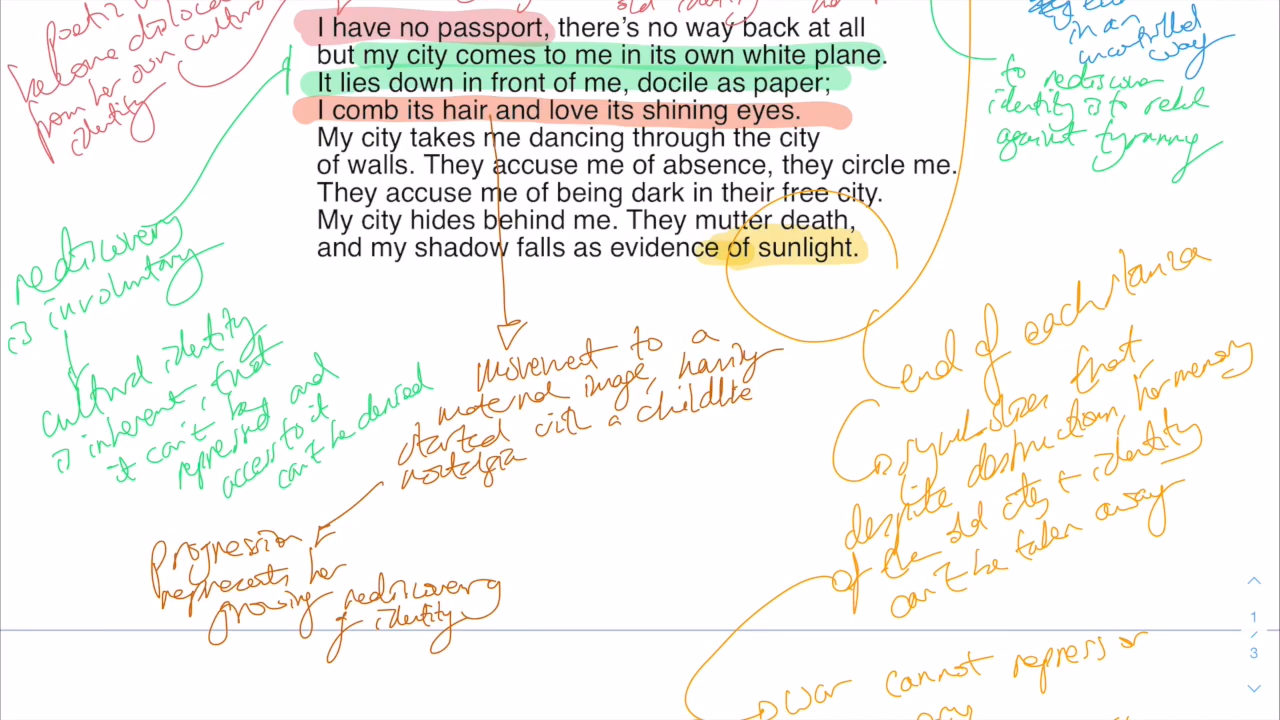 poetic v
become dislocat
from her own cultural
identity
old identity
in an
uncontrolled
way
to rediscover
identity is to rebel
against tyranny
I have no passport, there’s no way back at all
but my city comes to me in its own white plane.
It lies down in front of me, docile as paper;
I comb its hair and love its shining eyes.
My city takes me dancing through the city
of walls. They accuse me of absence, they circle me.
They accuse me of being dark in their free city.
My city hides behind me. They mutter death,
and my shadow falls as evidence of sunlight.
rediscovery
is involuntary
cultural identity
is inherent, that
it can't be
repressed and
access to it
can't be denied
Movement to a
maternal image, having
started with a childlike
nostalgia
Progression
represents her
growing rediscovery
of identity
end of each stanza
symbolises that
despite destruction, her memory
of the old city + identity
can't be taken away
war cannot repress or
1
/
3